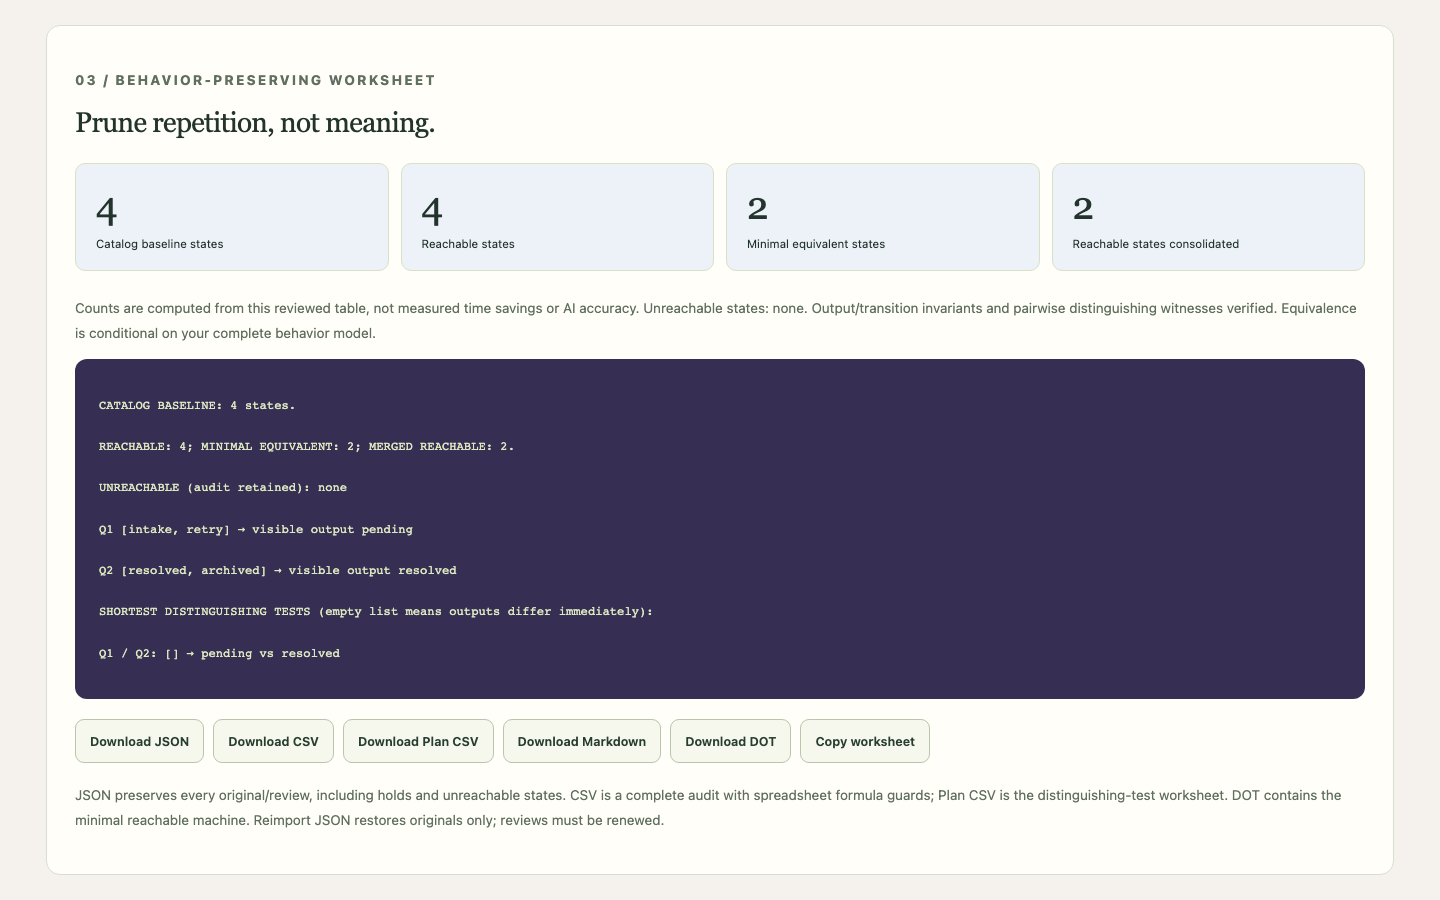 03 / BEHAVIOR-PRESERVING WORKSHEET
Prune repetition, not meaning.
4
Catalog baseline states
4
Reachable states
2
Minimal equivalent states
2
Reachable states consolidated
Counts are computed from this reviewed table, not measured time savings or AI accuracy. Unreachable states: none. Output/transition invariants and pairwise distinguishing witnesses verified. Equivalence
is conditional on your complete behavior model.
CATALOG BASELINE: 4 states.
REACHABLE: 4; MINIMAL EQUIVALENT: 2; MERGED REACHABLE: 2.
UNREACHABLE (audit retained): none
Q1 [intake, retry] → visible output pending
Q2 [resolved, archived] → visible output resolved
SHORTEST DISTINGUISHING TESTS (empty list means outputs differ immediately):
Q1 / Q2: [] → pending vs resolved
Download JSON
Download CSV
Download Plan CSV
Download Markdown
Download DOT
Copy worksheet
JSON preserves every original/review, including holds and unreachable states. CSV is a complete audit with spreadsheet formula guards; Plan CSV is the distinguishing-test worksheet. DOT contains the
minimal reachable machine. Reimport JSON restores originals only; reviews must be renewed.